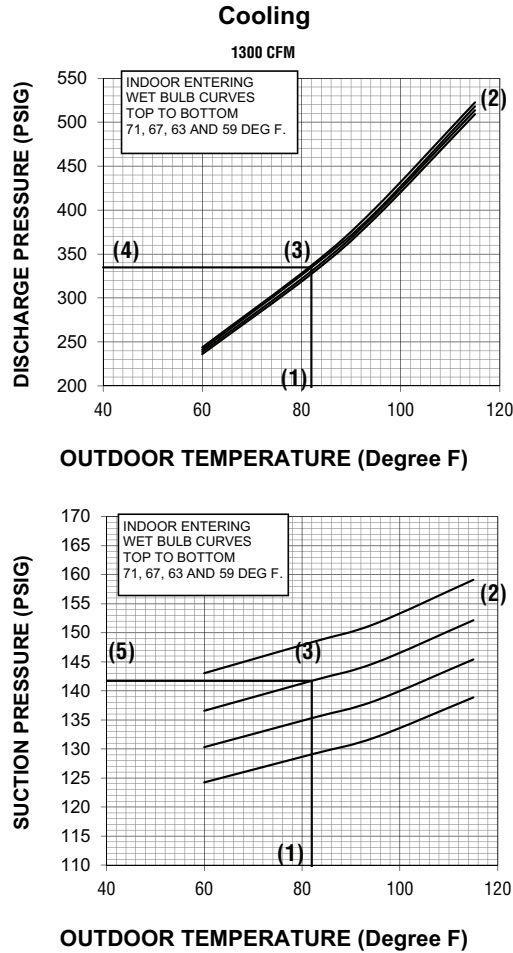 Cooling
1300 CFM
DISCHARGE PRESSURE (PSIG)
550
500
450
400
350
300
250
200
INDOOR ENTERING
WET BULB CURVES
TOP TO BOTTOM
71, 67, 63 AND 59 DEG F.
(2)
(4)
(3)
(1)
40
60
80
100
120
OUTDOOR TEMPERATURE (Degree F)
SUCTION PRESSURE (PSIG)
170
165
160
155
150
145
140
135
130
125
120
115
110
INDOOR ENTERING
WET BULB CURVES
TOP TO BOTTOM
71, 67, 63 AND 59 DEG F.
(2)
(5)
(3)
(1)
40
60
80
100
120
OUTDOOR TEMPERATURE (Degree F)